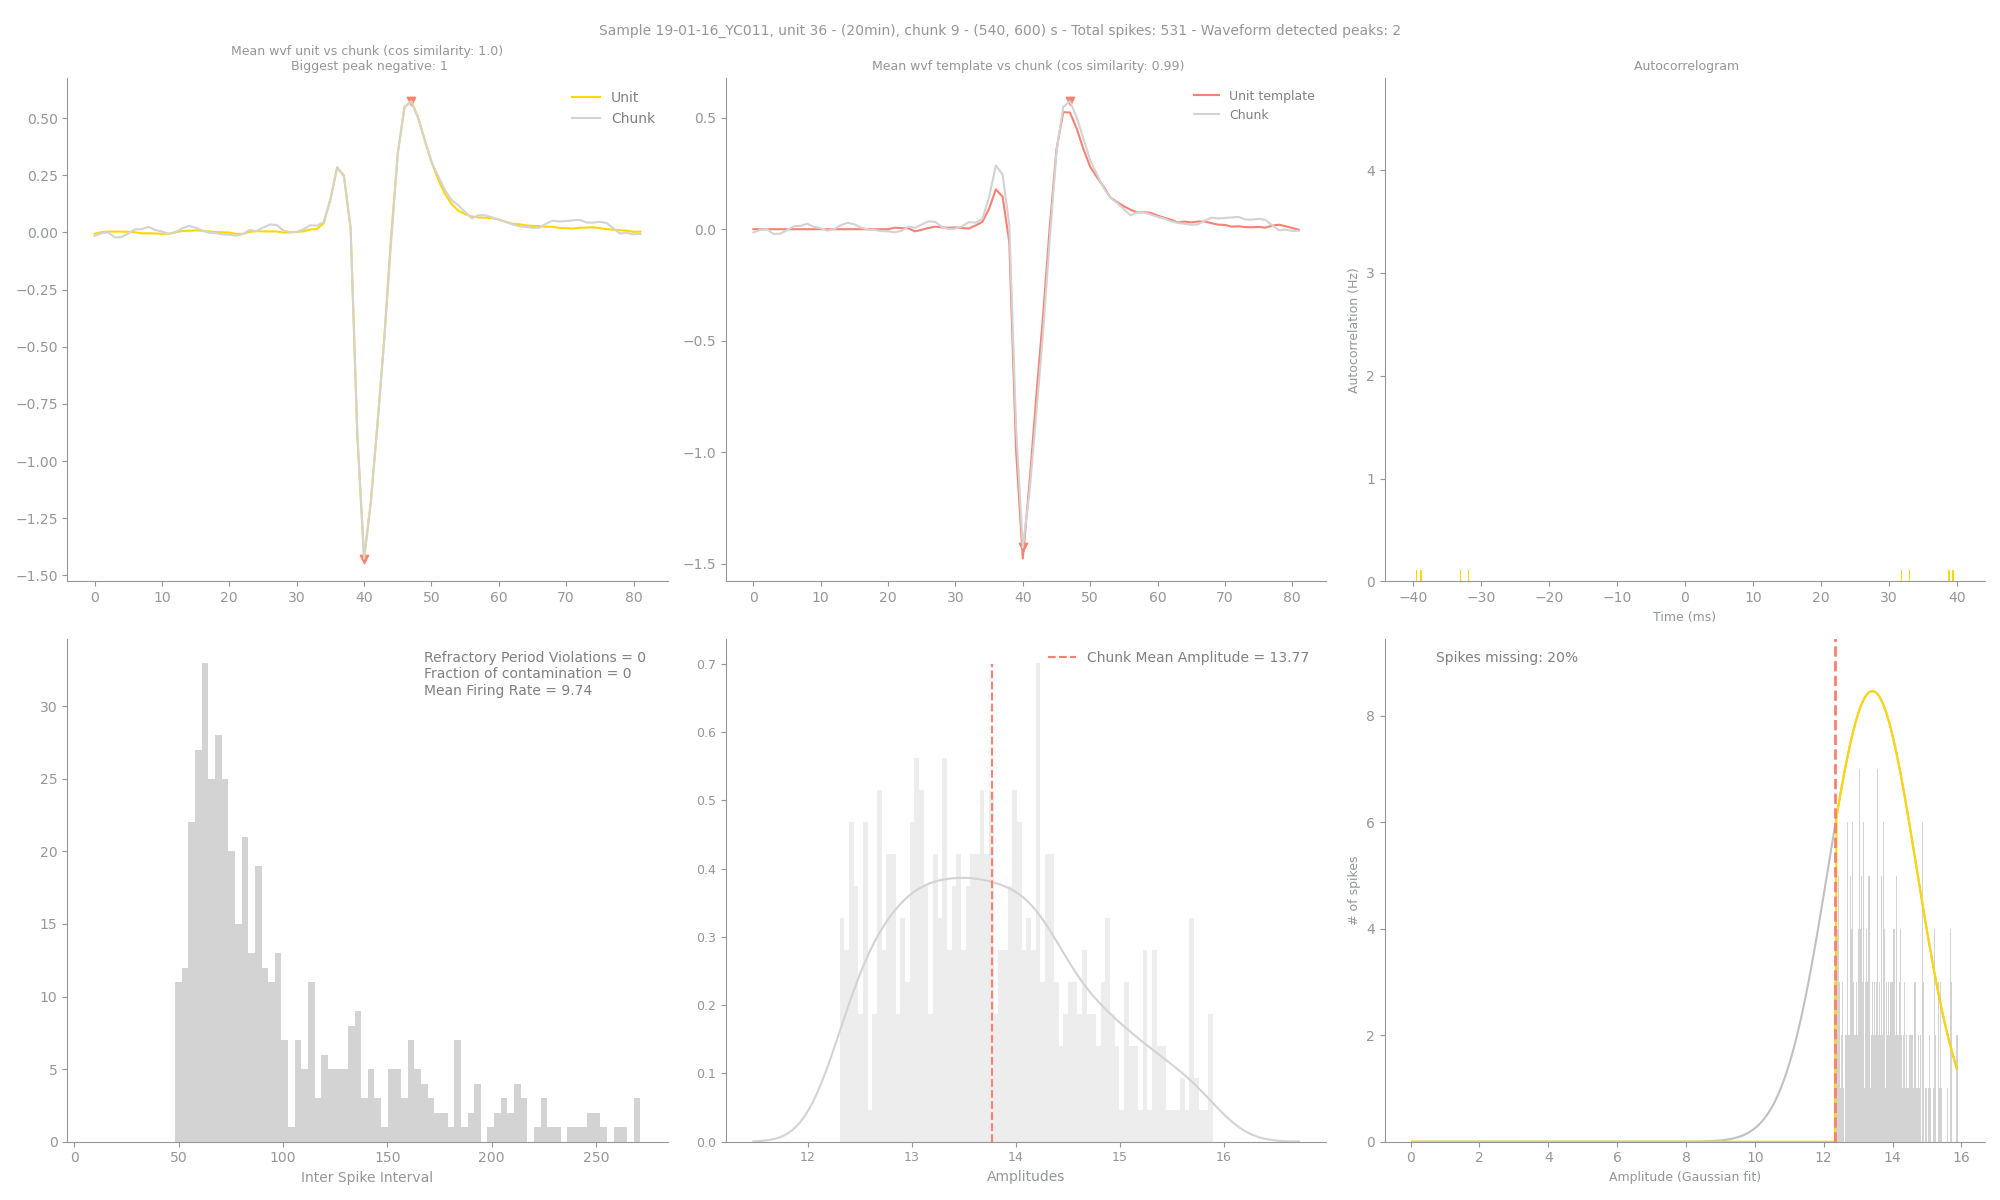 Sample 19-01-16_YC011, unit 36 - (20min), chunk 9 - (540, 600) s - Total spikes: 531 - Waveform detected peaks: 2
Mean wvf unit vs chunk (cos similarity: 1.0)
Biggest peak negative: 1
Unit
Chunk
0.50
0.25
0.00
−0.25
−0.50
−0.75
−1.00
−1.25
−1.50
0 10 20 30 40 50 60 70 80
Mean wvf template vs chunk (cos similarity: 0.99)
Unit template
Chunk
0.5
0.0
−0.5
−1.0
−1.5
0 10 20 30 40 50 60 70 80
Autocorrelogram
Autocorrelation (Hz)
4
3
2
1
0
−40 −30 −20 −10 0 10 20 30 40
Time (ms)
Refractory Period Violations = 0
Fraction of contamination = 0
Mean Firing Rate = 9.74
30
25
20
15
10
5
0
0 50 100 150 200 250
Inter Spike Interval
Chunk Mean Amplitude = 13.77
0.7
0.6
0.5
0.4
0.3
0.2
0.1
0.0
12 13 14 15 16
Amplitudes
Spikes missing: 20%
# of spikes
8
6
4
2
0
0 2 4 6 8 10 12 14 16
Amplitude (Gaussian fit)